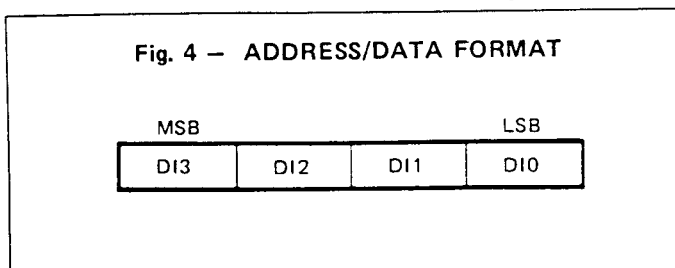 Fig. 4 — ADDRESS/DATA FORMAT
MSB LSB
DI3 DI2 DI1 DI0